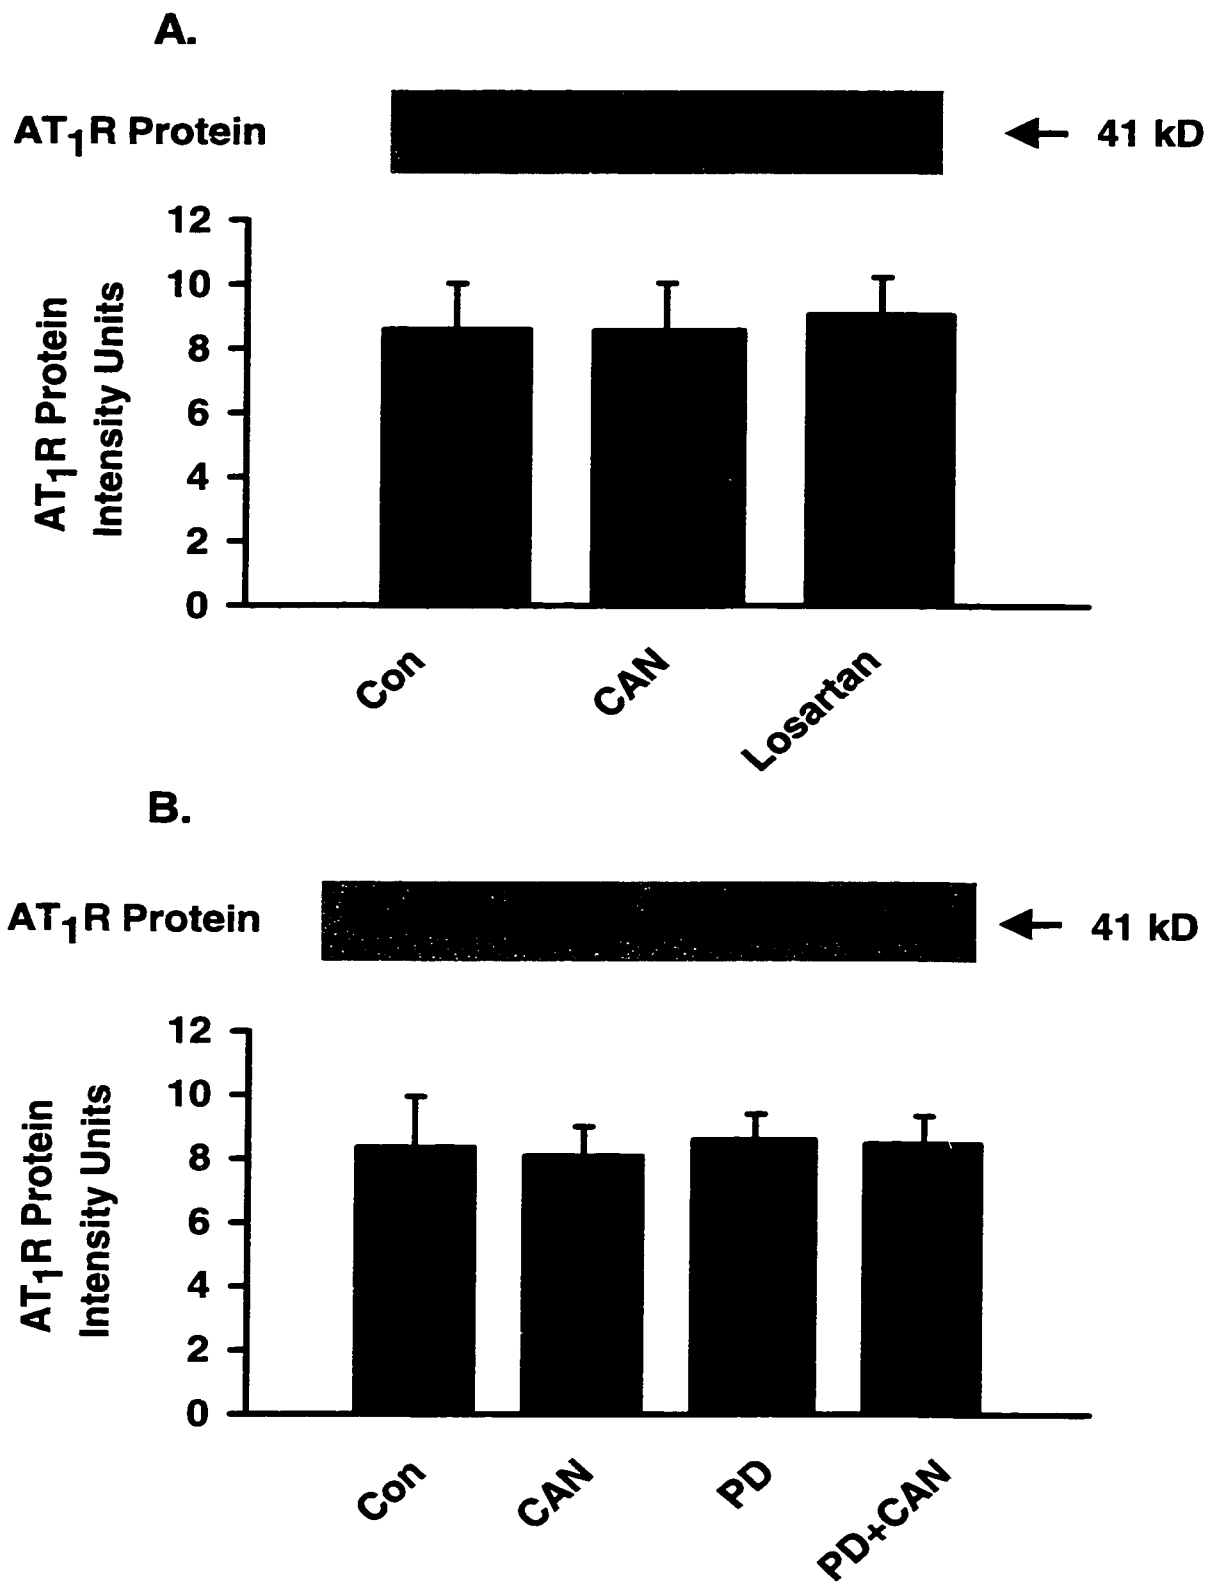 A.
AT1R Protein
41 kD
AT1R Protein
Intensity Units
12
10
8
6
4
2
0
Con
CAN
Losartan
B.
AT1R Protein
41 kD
AT1R Protein
Intensity Units
12
10
8
6
4
2
0
Con
CAN
PD
PD+CAN